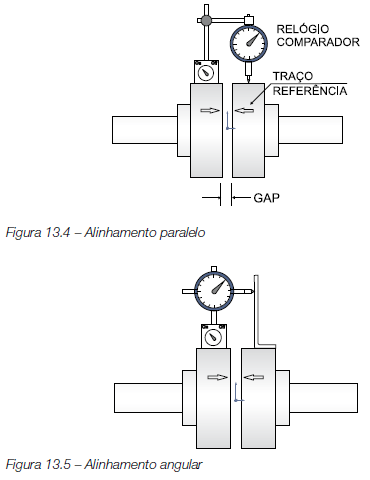 RELÓGIO
COMPARADOR
TRAÇO
REFERÊNCIA
GAP
Figura 13.4 – Alinhamento paralelo
Figura 13.5 – Alinhamento angular